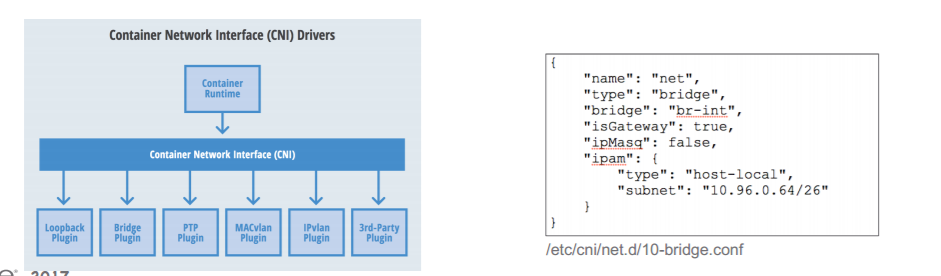 Container Network Interface (CNI) Drivers
Container
Runtime
Container Network Interface (CNI)
Loopback
Plugin
Bridge
Plugin
PTP
Plugin
MACvlan
Plugin
IPvlan
Plugin
3rd-Party
Plugin
{
"name": "net",
"type": "bridge",
"bridge": "br-int",
"isGateway": true,
"ipMasq": false,
"ipam": {
"type": "host-local",
"subnet": "10.96.0.64/26"
}
}
/etc/cni/net.d/10-bridge.conf
2017